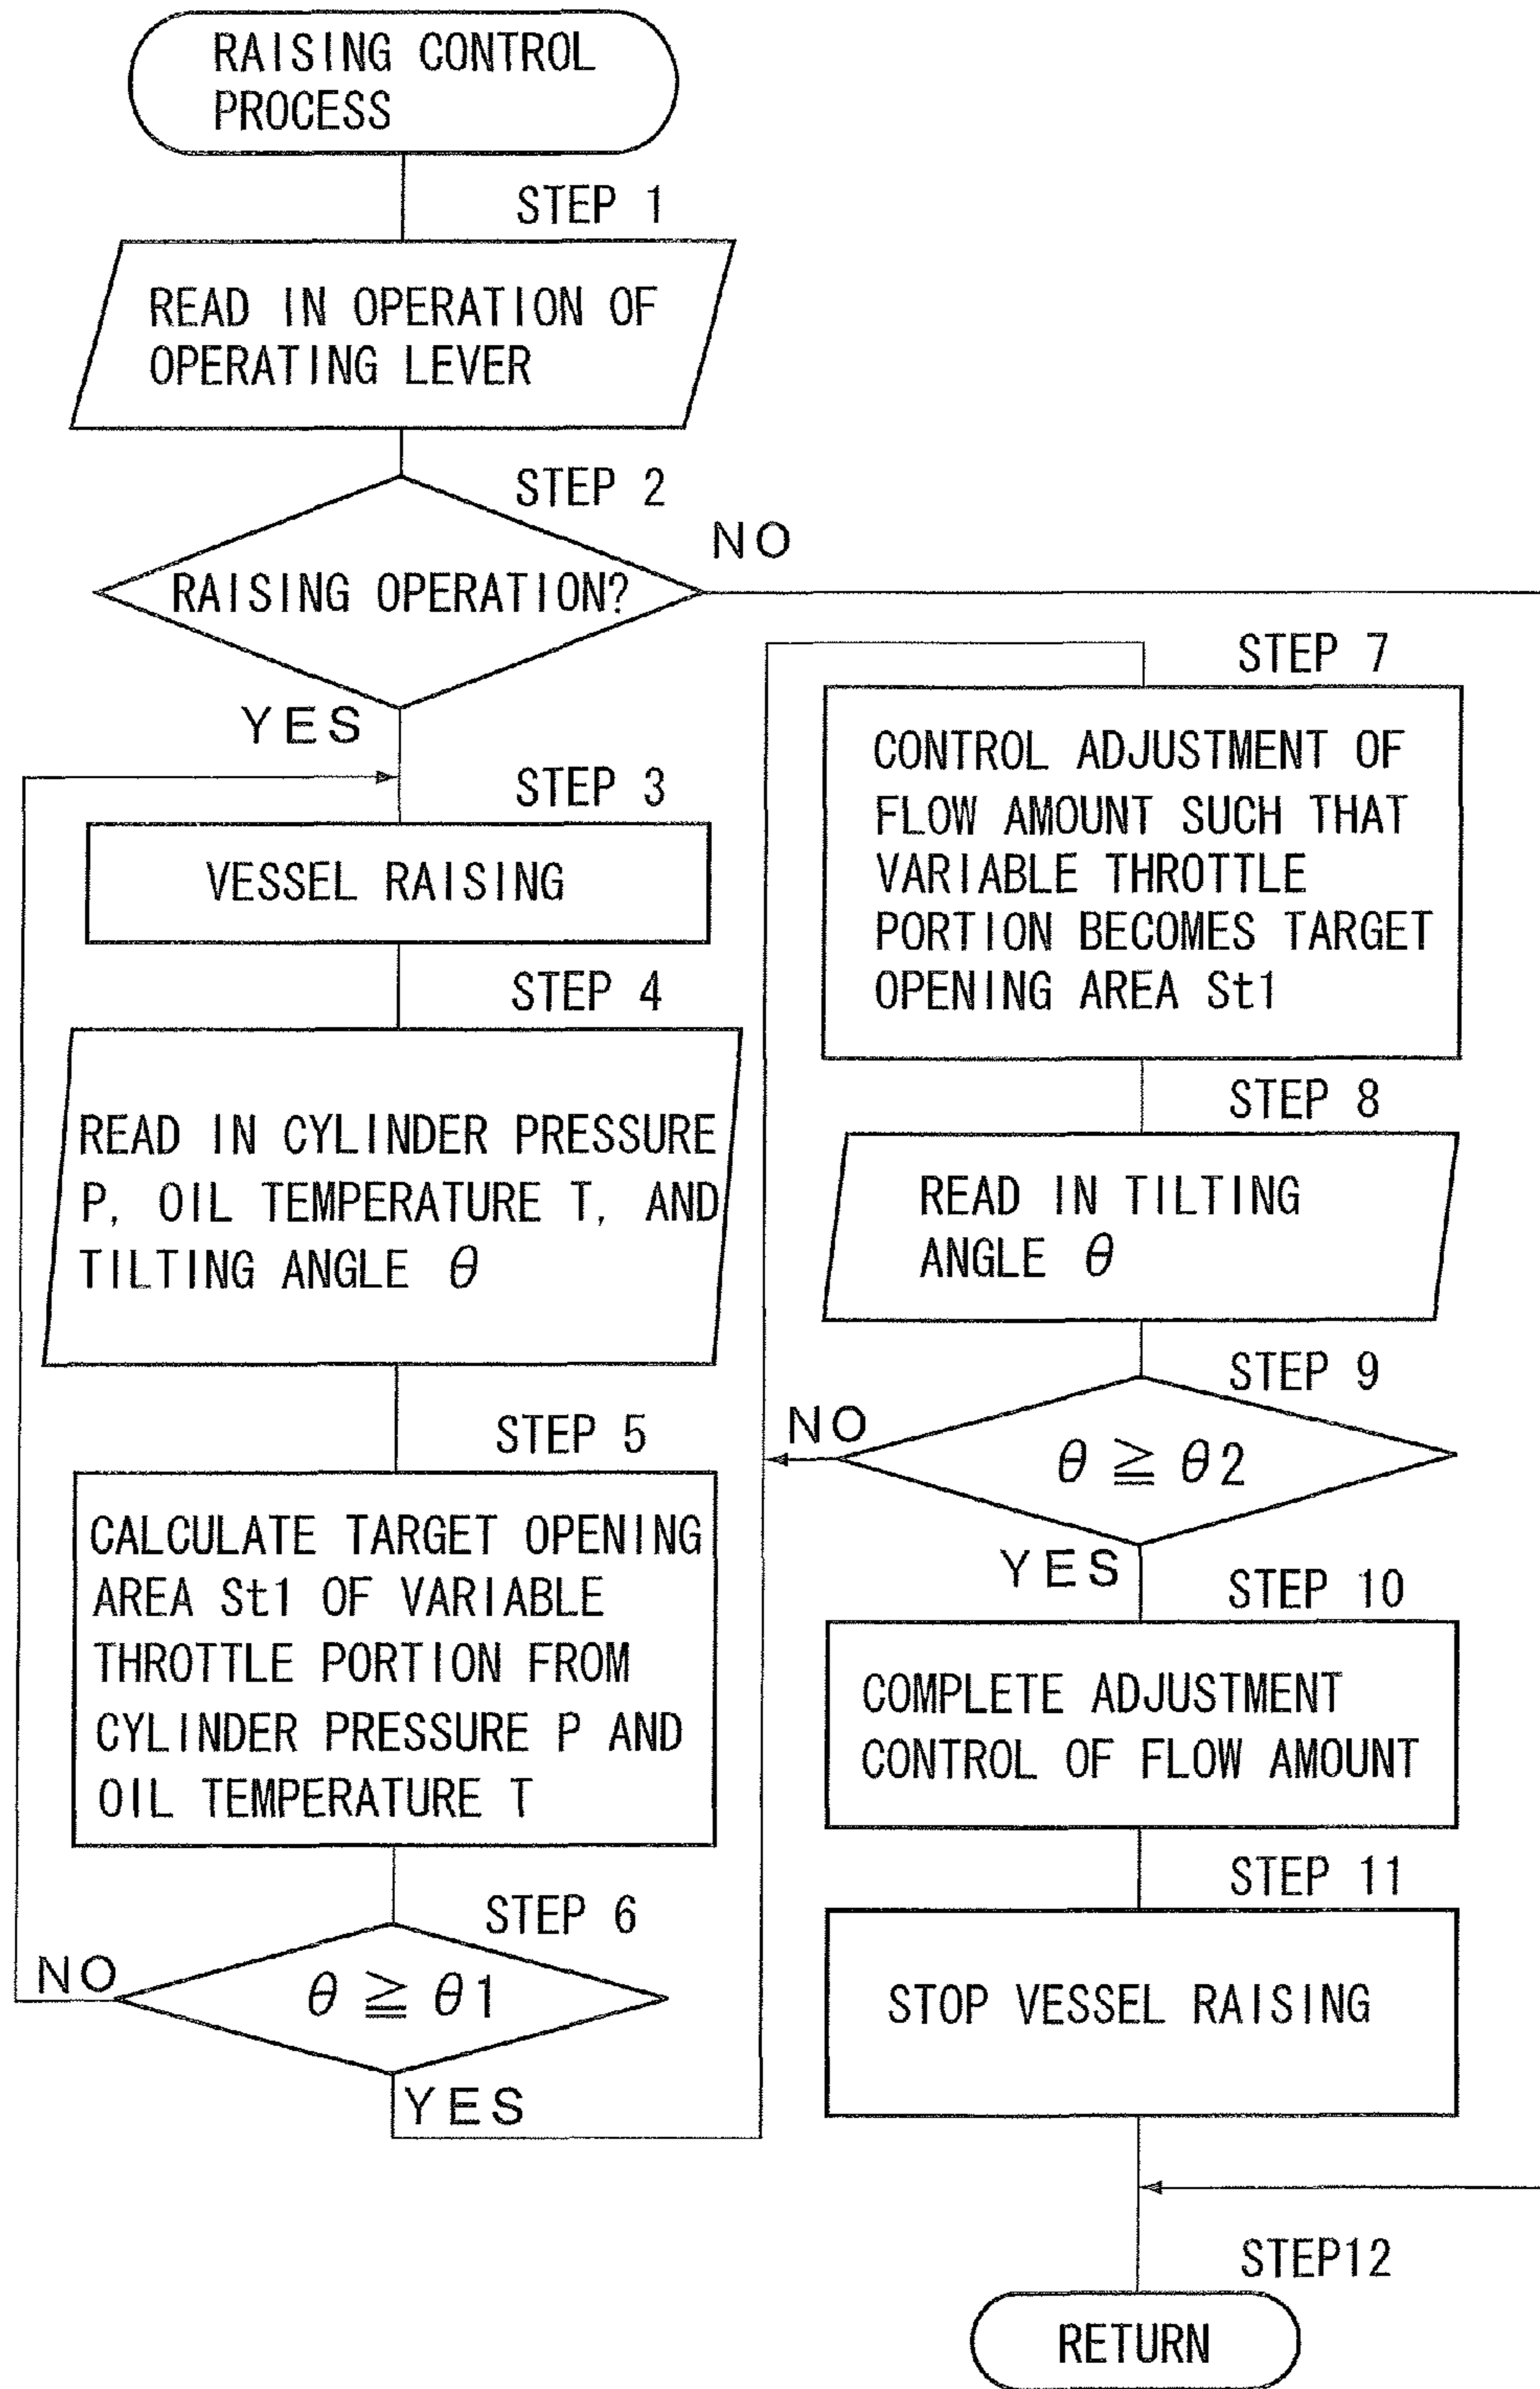 RAISING CONTROL
PROCESS
STEP 1
READ IN OPERATION OF
OPERATING LEVER
STEP 2
RAISING OPERATION?
NO
YES
STEP 3
VESSEL RAISING
STEP 4
READ IN CYLINDER PRESSURE
P, OIL TEMPERATURE T, AND
TILTING ANGLE θ
STEP 5
CALCULATE TARGET OPENING
AREA St1 OF VARIABLE
THROTTLE PORTION FROM
CYLINDER PRESSURE P AND
OIL TEMPERATURE T
STEP 6
θ ≧ θ1
NO
YES
STEP 7
CONTROL ADJUSTMENT OF
FLOW AMOUNT SUCH THAT
VARIABLE THROTTLE
PORTION BECOMES TARGET
OPENING AREA St1
STEP 8
READ IN TILTING
ANGLE θ
STEP 9
NO
θ ≧ θ2
YES
STEP 10
COMPLETE ADJUSTMENT
CONTROL OF FLOW AMOUNT
STEP 11
STOP VESSEL RAISING
STEP12
RETURN